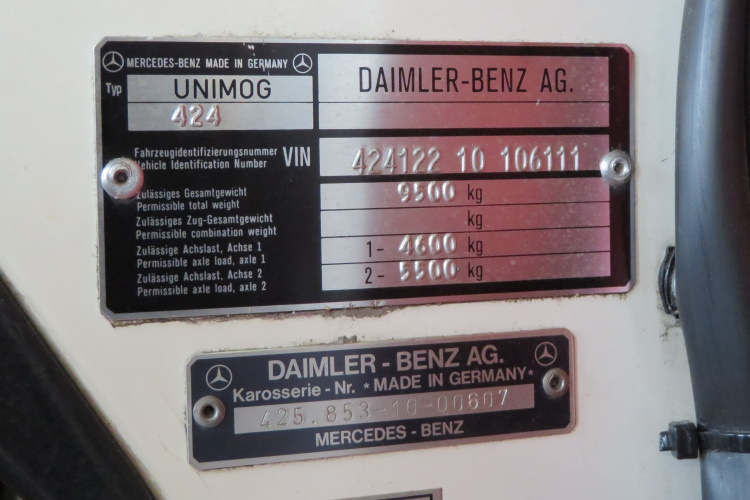 MERCEDES-BENZ MADE IN GERMANY
Typ UNIMOG DAIMLER-BENZ AG.
424
Fahrzeugidentifizierungsnummer
Vehicle Identification Number VIN 424122 10 106111
Zulässiges Gesamtgewicht
Permissible total weight 9500 kg
Zulässiges Zug-Gesamtgewicht
Permissible combination weight kg
Zulässige Achslast, Achse 1
Permissible axle load, axle 1 1- 4600 kg
Zulässige Achslast, Achse 2
Permissible axle load, axle 2 2- 5500 kg
DAIMLER - BENZ AG.
Karosserie - Nr. * MADE IN GERMANY *
425.853-10-00607
MERCEDES - BENZ